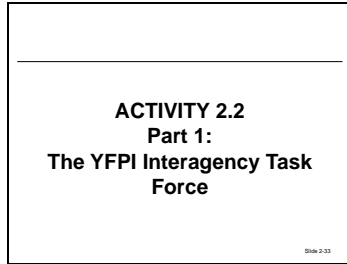 ACTIVITY 2.2
Part 1:
The YFPI Interagency Task
Force
Slide 2-33